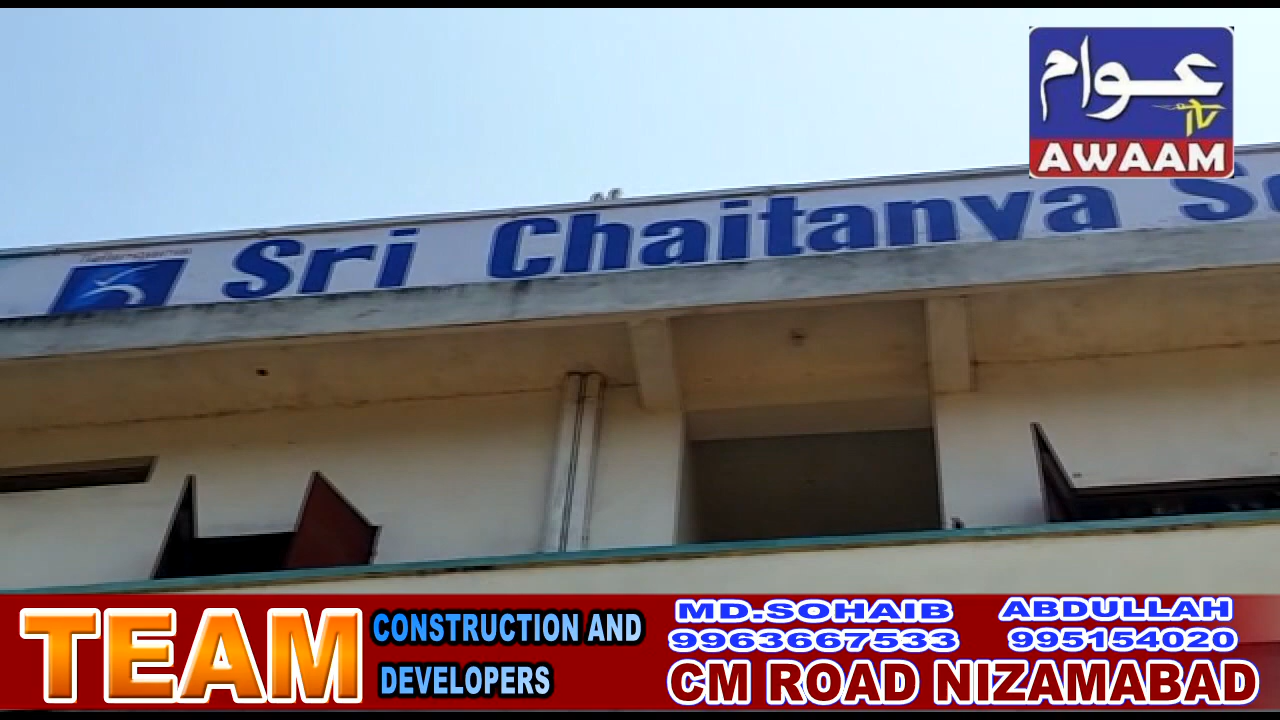 عوام
TV
AWAAM
Sri Chaitanya
TEAM
CONSTRUCTION AND
DEVELOPERS
MD.SOHAIB
9963667533
ABDULLAH
995154020
CM ROAD NIZAMABAD